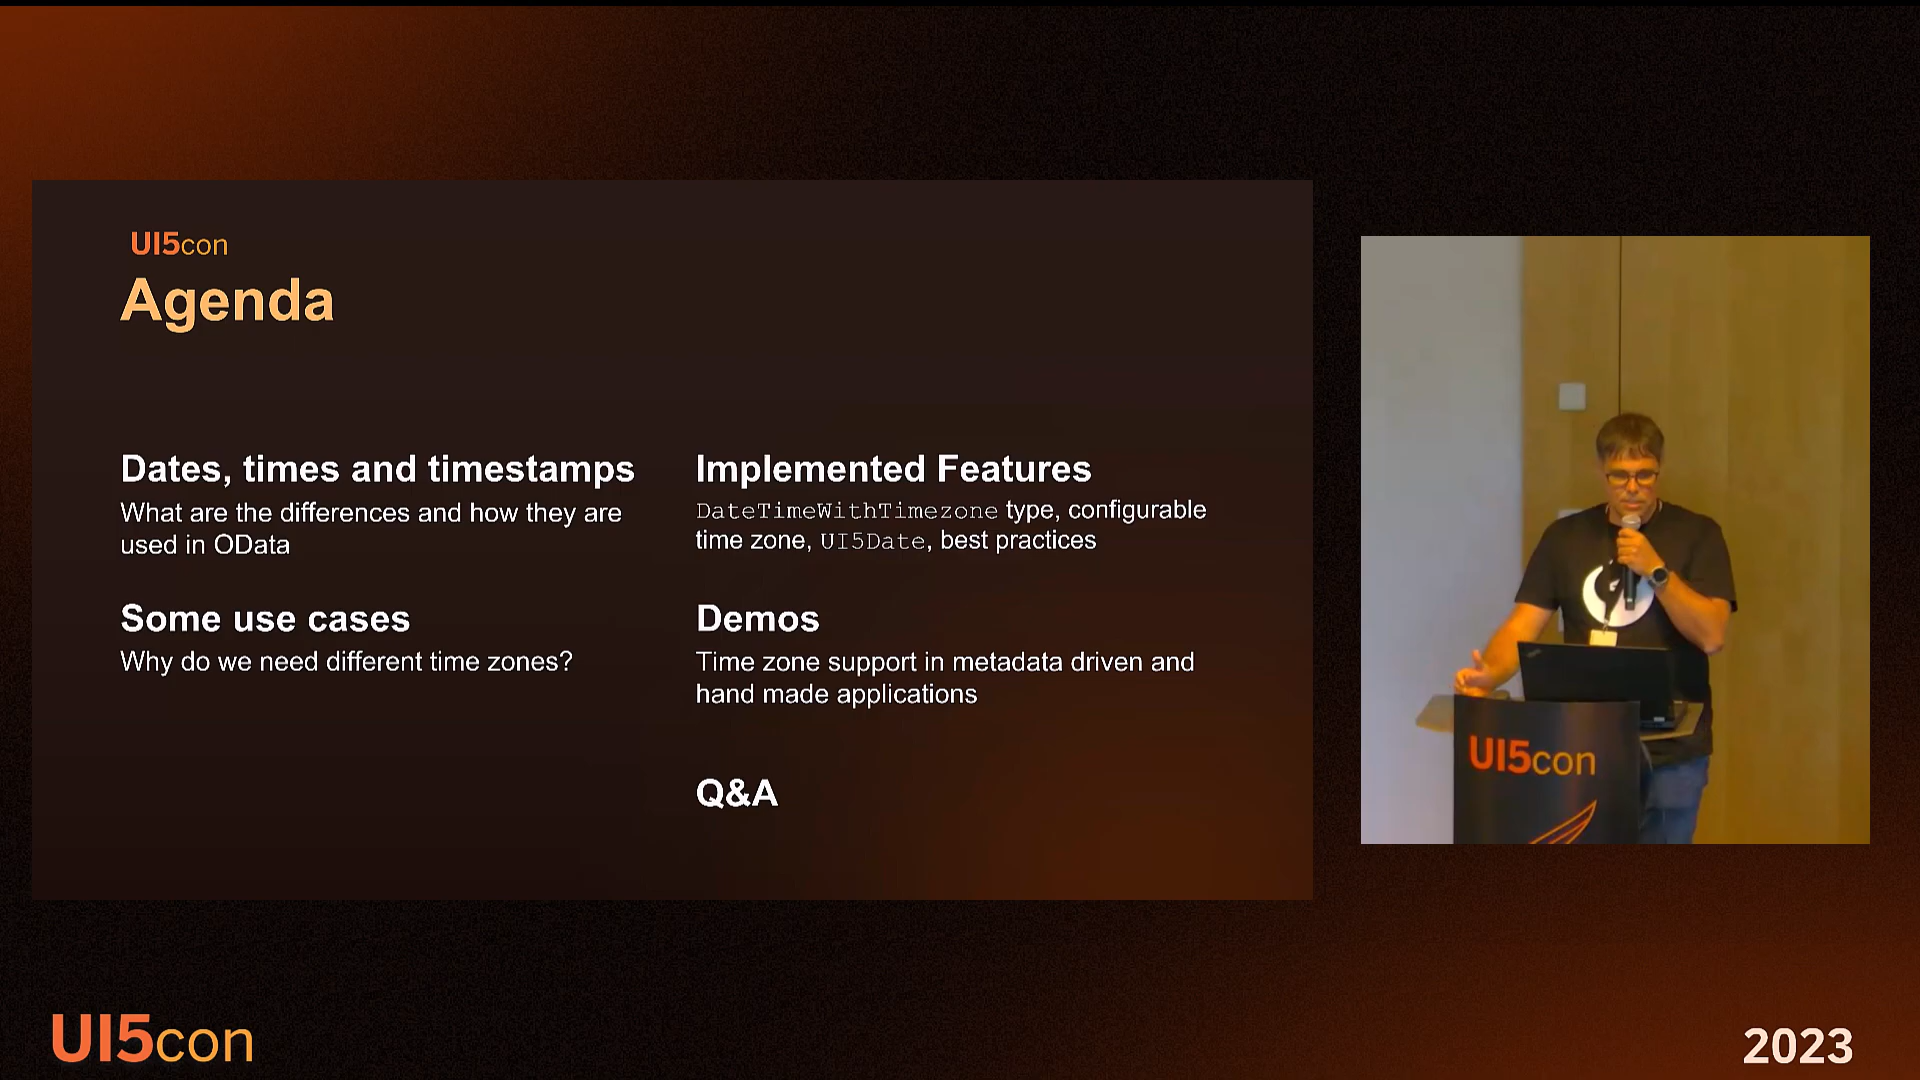 UI5con
Agenda
Dates, times and timestamps
What are the differences and how they are
used in OData
Some use cases
Why do we need different time zones?
Implemented Features
DateTimeWithTimezone type, configurable
time zone, UI5Date, best practices
Demos
Time zone support in metadata driven and
hand made applications
Q&A
UI5con
UI5con
2023